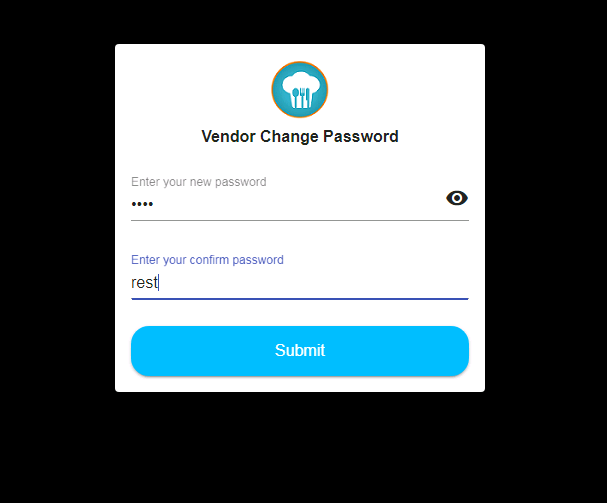 Vendor Change Password
Enter your new password
••••
Enter your confirm password
rest
Submit